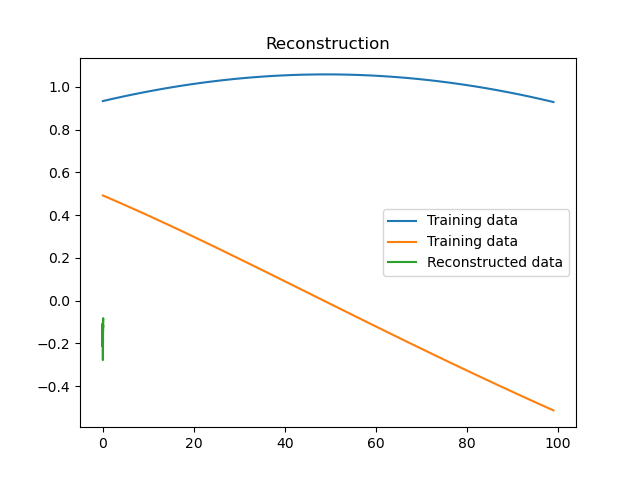 Reconstruction
1.0
0.8
0.6
0.4
0.2
0.0
−0.2
−0.4
Training data
Training data
Reconstructed data
0 20 40 60 80 100